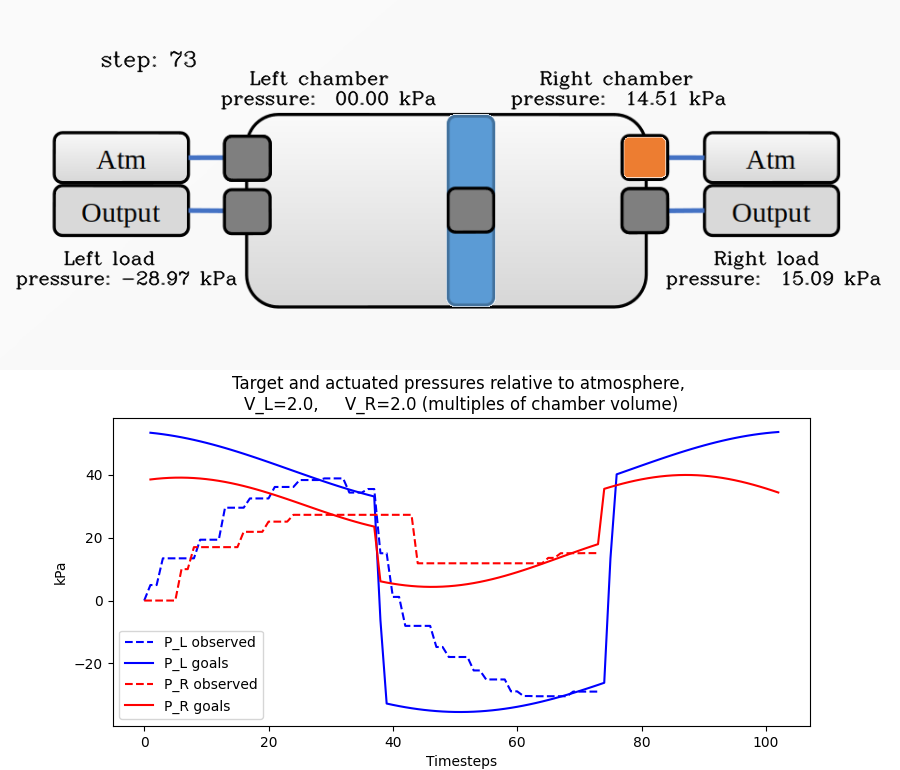 step: 73
Left chamber
pressure: 00.00 kPa
Right chamber
pressure: 14.51 kPa
Atm
Output
Atm
Output
Left load
pressure: −28.97 kPa
Right load
pressure: 15.09 kPa
Target and actuated pressures relative to atmosphere,
V_L=2.0, V_R=2.0 (multiples of chamber volume)
40
20
0
−20
kPa
P_L observed
P_L goals
P_R observed
P_R goals
0 20 40 60 80 100
Timesteps